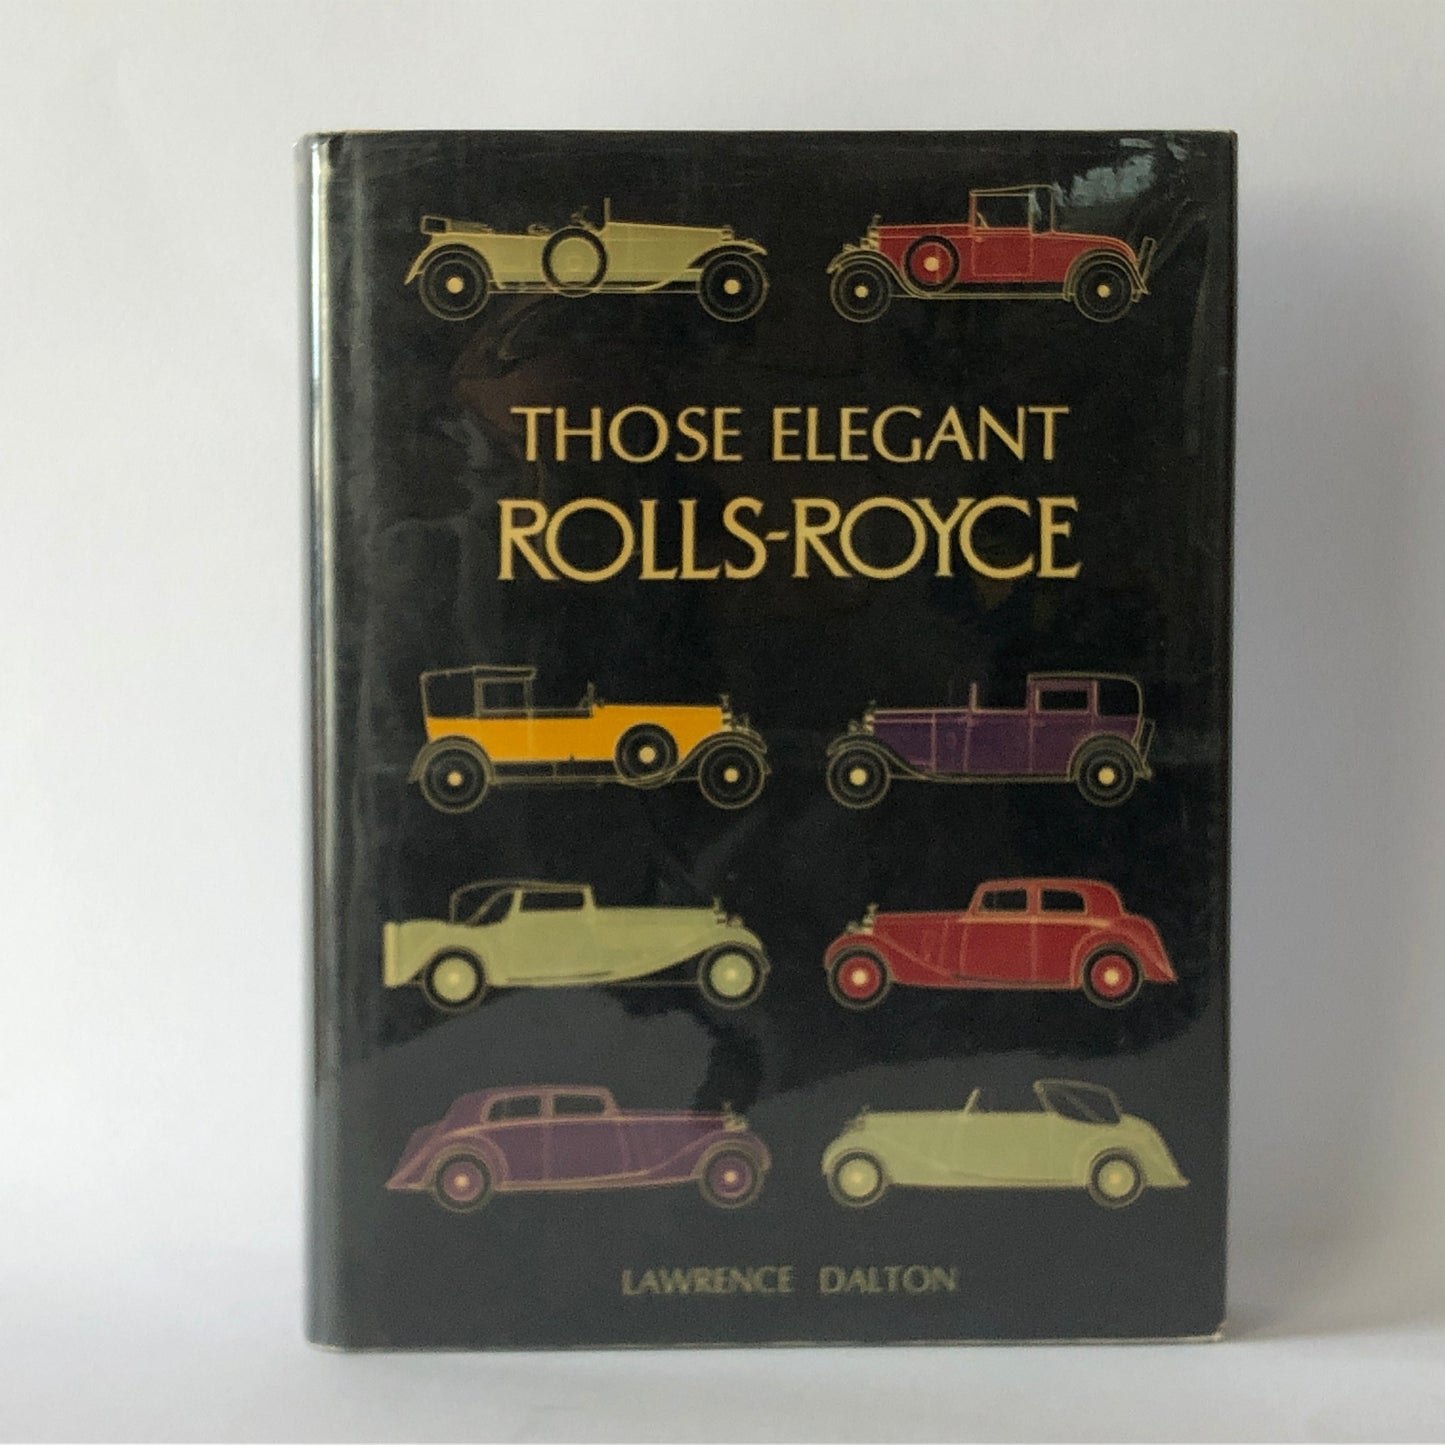 THOSE ELEGANT
ROLLS-ROYCE
LAWRENCE DALTON